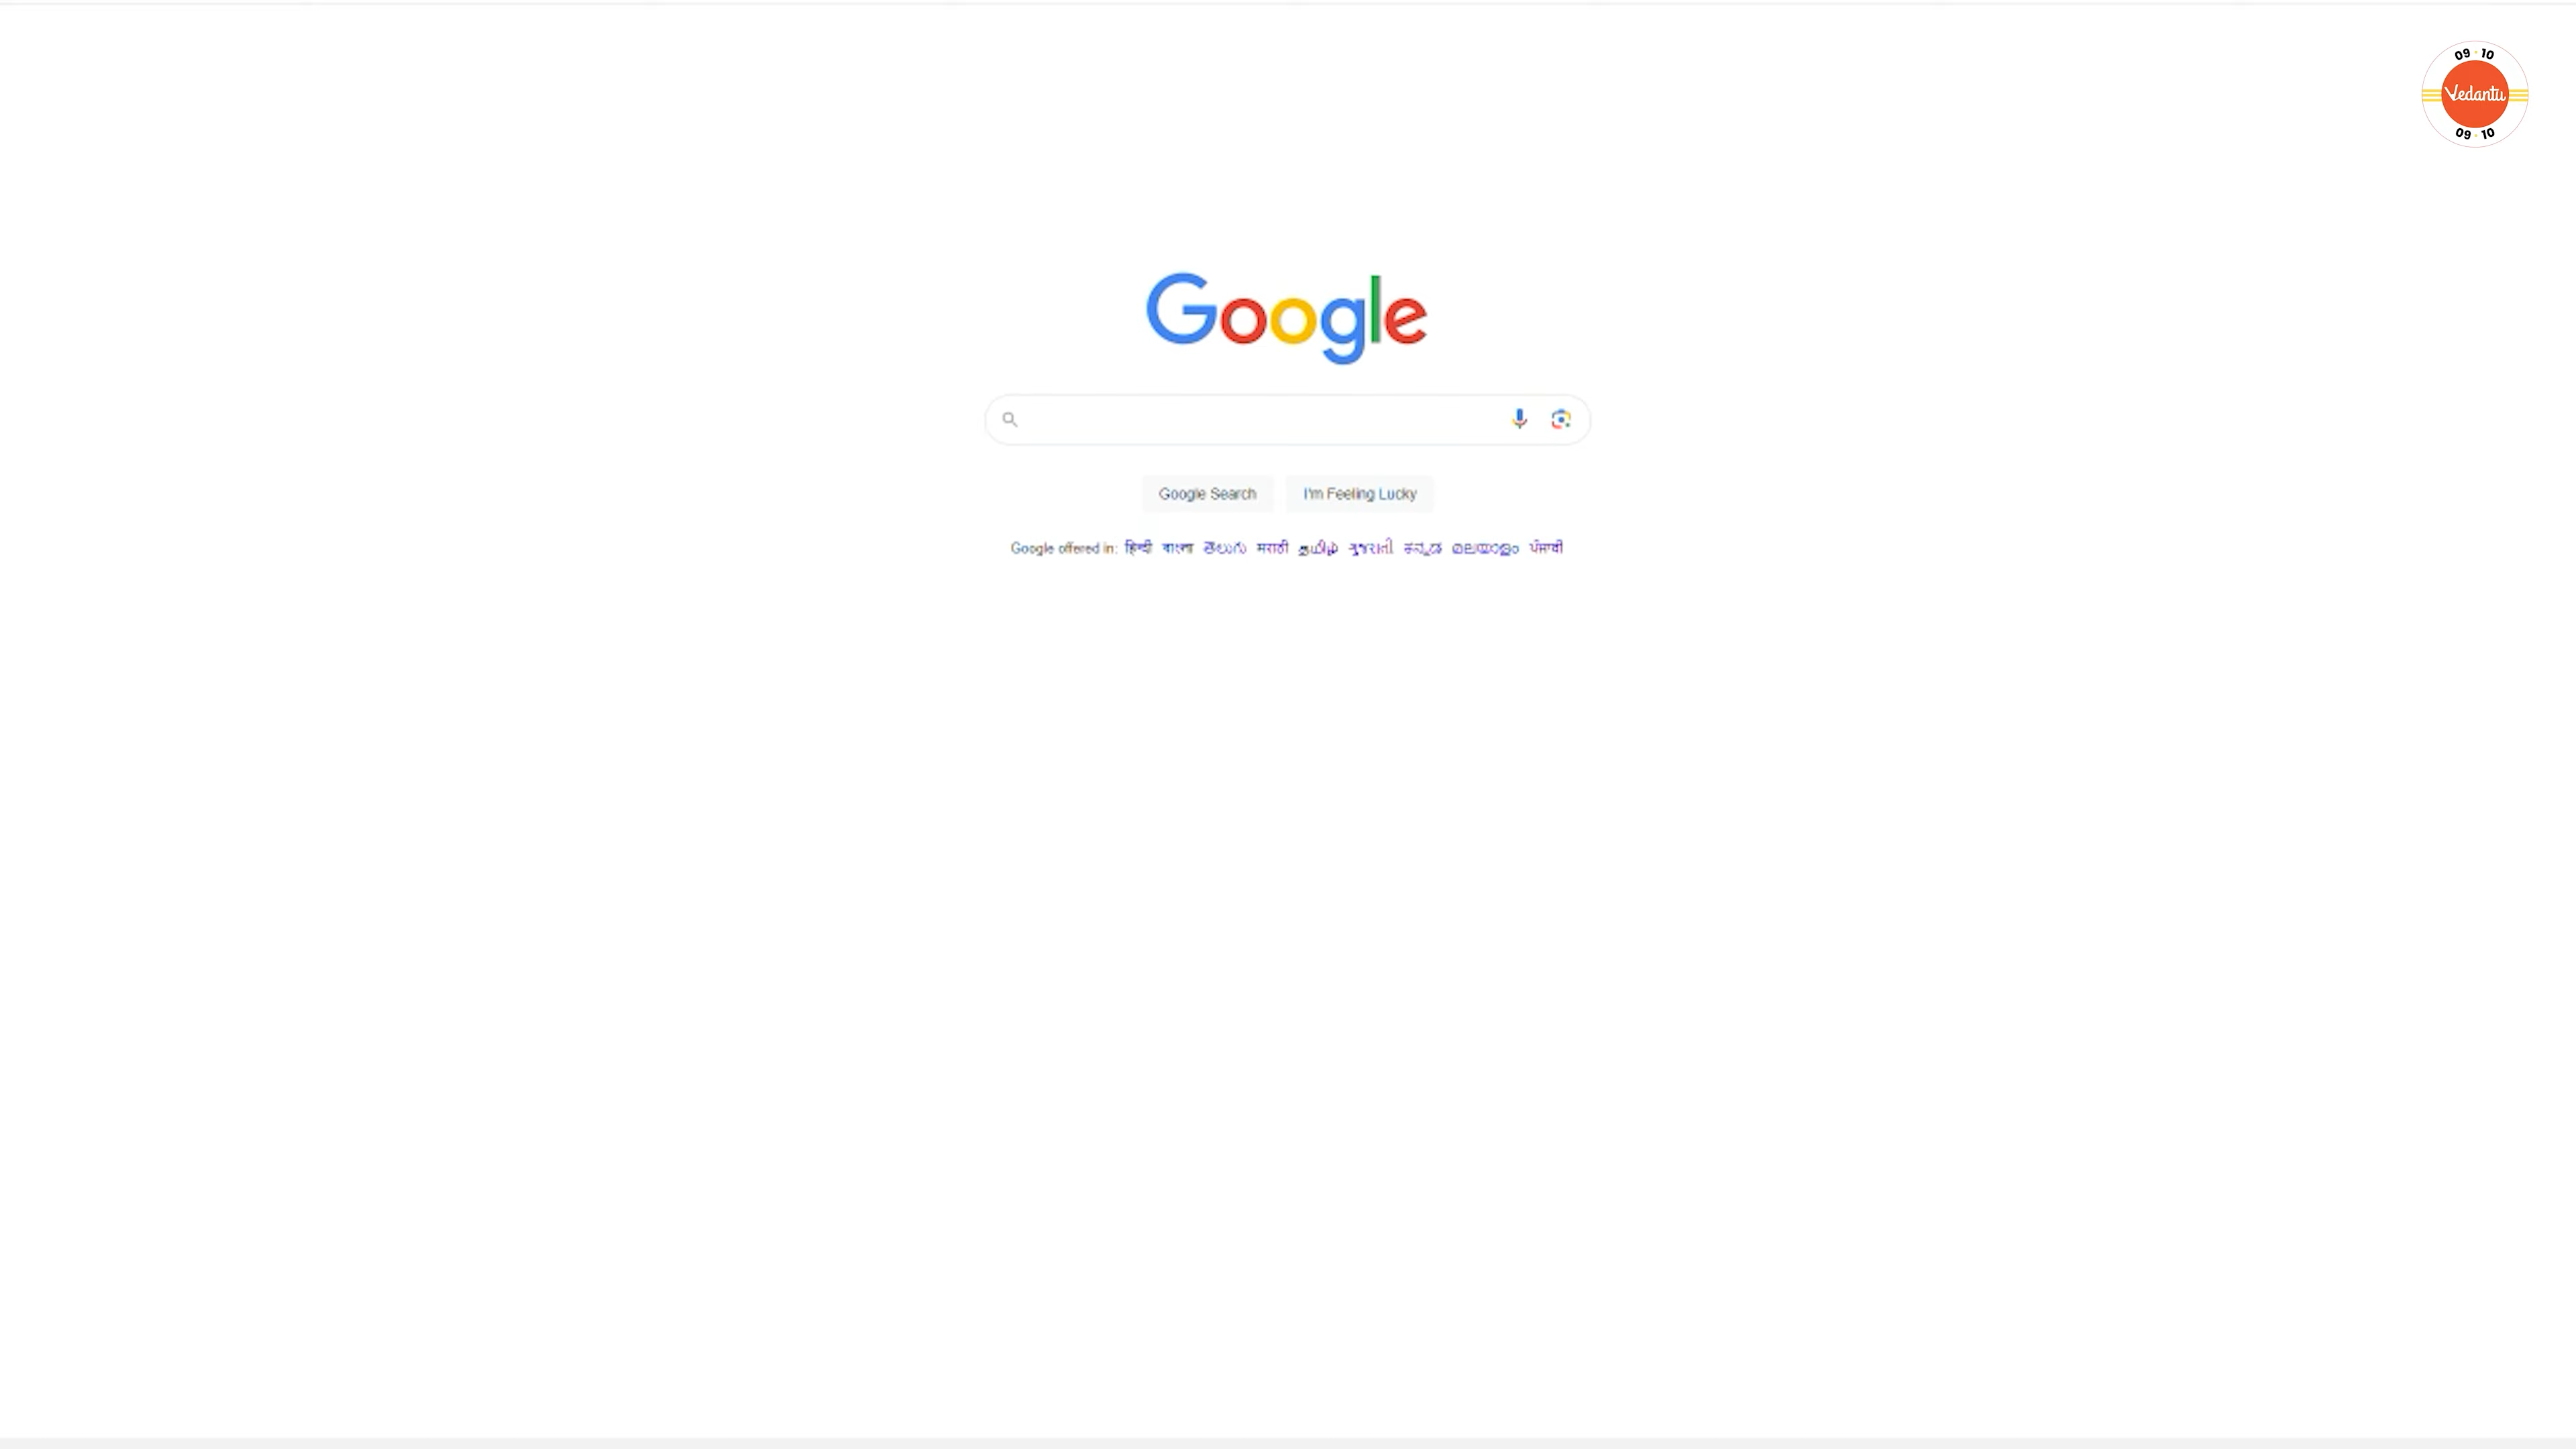 09 · 10
Vedantu
09 · 10
Google
Google Search I'm Feeling Lucky
Google offered in: हिन्दी বাংলা తెలుగు मराठी தமிழ் ગુજરાતી ಕನ್ನಡ മലയാളം ਪੰਜਾਬੀ